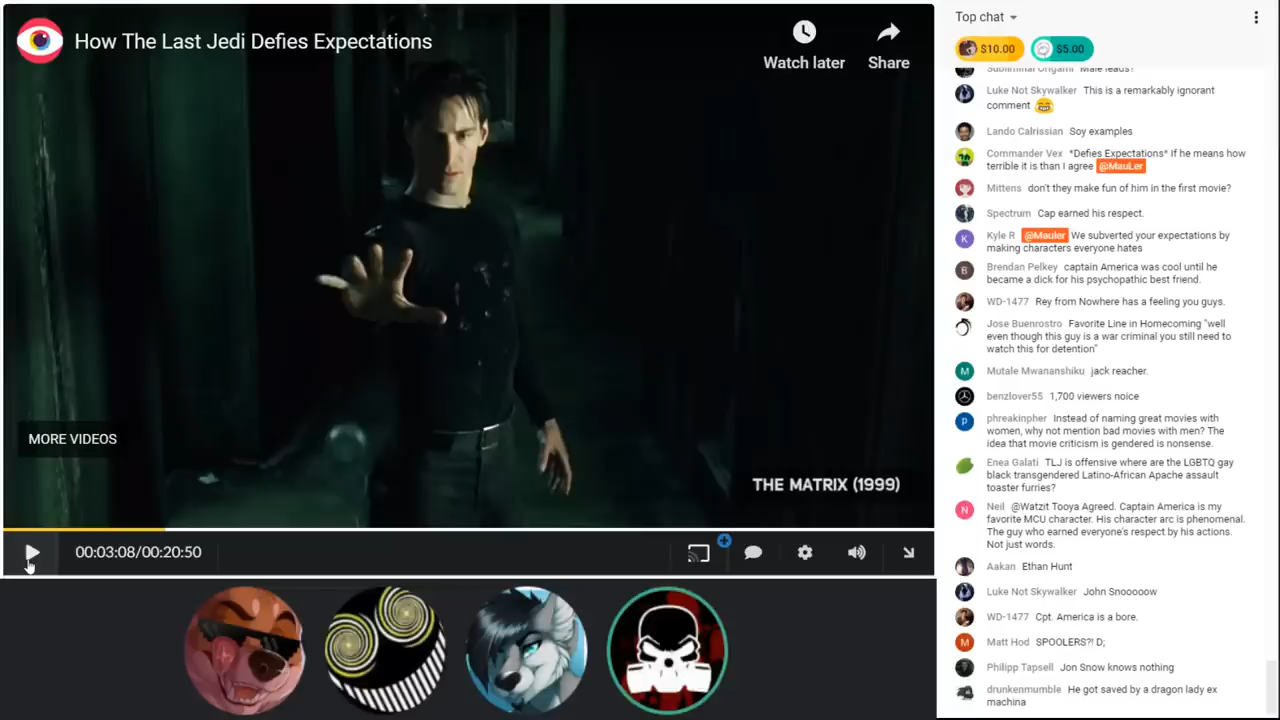 How The Last Jedi Defies Expectations
Watch later
Share
MORE VIDEOS
THE MATRIX (1999)
00:03:08/00:20:50
Top chat
$10.00
$5.00
Subliminal Origami Male leads?
Luke Not Skywalker This is a remarkably ignorant
comment
Lando Calrissian Soy examples
Commander Vex *Defies Expectations* If he means how
terrible it is than I agree @MauLer
Mittens don't they make fun of him in the first movie?
Spectrum Cap earned his respect.
K
Kyle R @Mauler We subverted your expectations by
making characters everyone hates
B
Brendan Pelkey captain America was cool until he
became a dick for his psychopathic best friend.
WD-1477 Rey from Nowhere has a feeling you guys.
Jose Buenrostro Favorite Line in Homecoming "well
even though this guy is a war criminal you still need to
watch this for detention"
M
Mutale Mwananshiku jack reacher.
benzlover55 1,700 viewers noice
P
phreakinpher Instead of naming great movies with
women, why not mention bad movies with men? The
idea that movie criticism is gendered is nonsense.
Enea Galati TLJ is offensive where are the LGBTQ gay
black transgendered Latino-African Apache assault
toaster furries?
N
Neil @Watzit Tooya Agreed. Captain America is my
favorite MCU character. His character arc is phenomenal.
The guy who earned everyone's respect by his actions.
Not just words.
Aakan Ethan Hunt
Luke Not Skywalker John Snooooow
WD-1477 Cpt. America is a bore.
M
Matt Hod SPOOLERS?! D;
Philipp Tapsell Jon Snow knows nothing
drunkenmumble He got saved by a dragon lady ex
machina